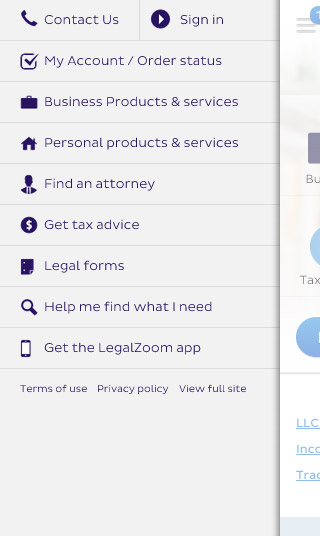 Contact Us Sign in
My Account / Order status
Business Products & services
Personal products & services
Find an attorney
Get tax advice
Legal forms
Help me find what I need
Get the LegalZoom app
Terms of use Privacy policy View full site
Bu
Tax
LLC
Inco
Trad